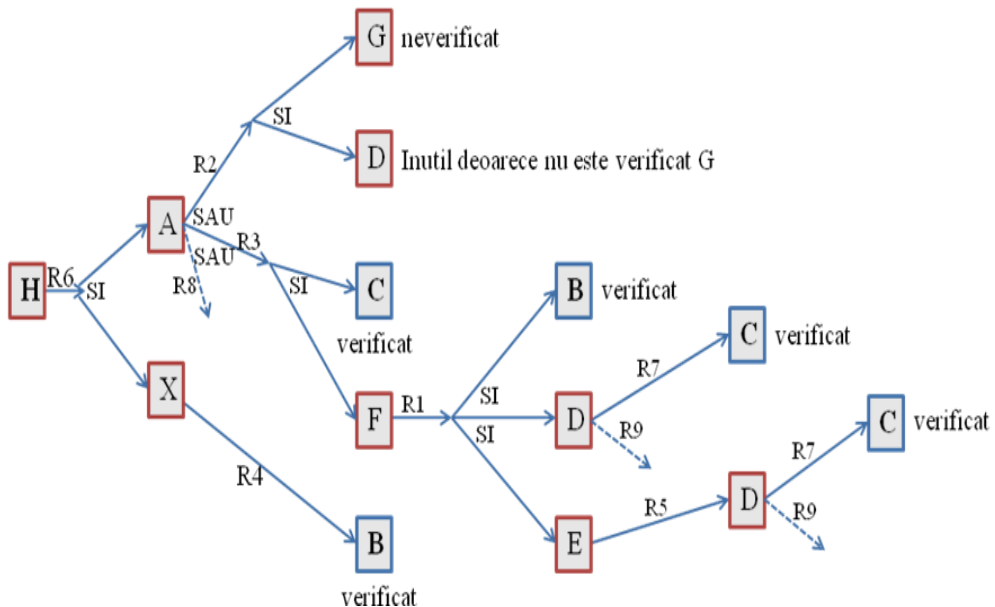 G neverificat
SI
D Inutil deoarece nu este verificat G
R2
A SAU
R3
SAU
H R6 SI
R8
SI
C
verificat
B verificat
C verificat
R7
X
F R1
SI
SI
D
R9
C verificat
R7
R4
R5
D
R9
B
verificat
E